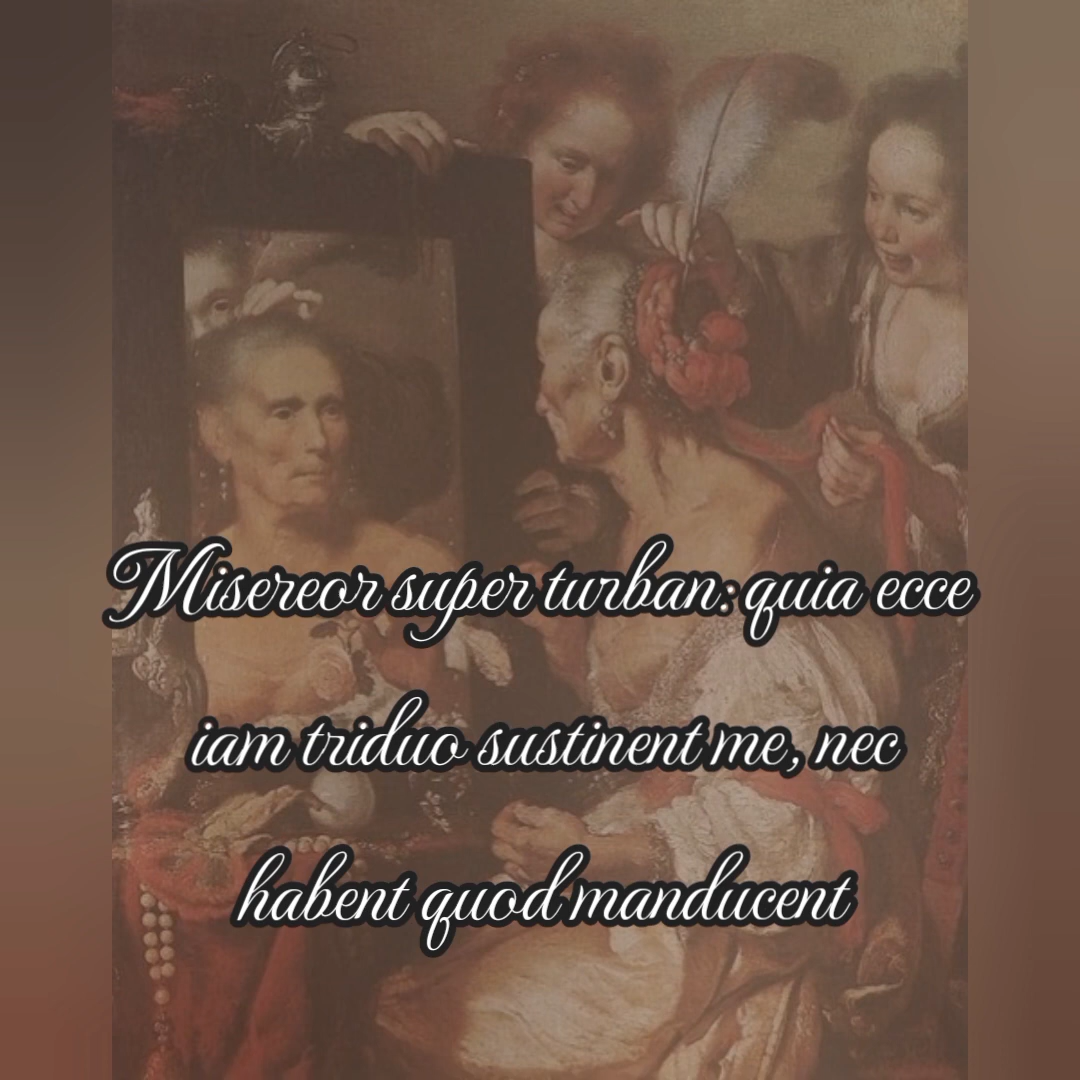 Misereor super turban: quia ecce
iam triduo sustinent me, nec
habent quod manducent